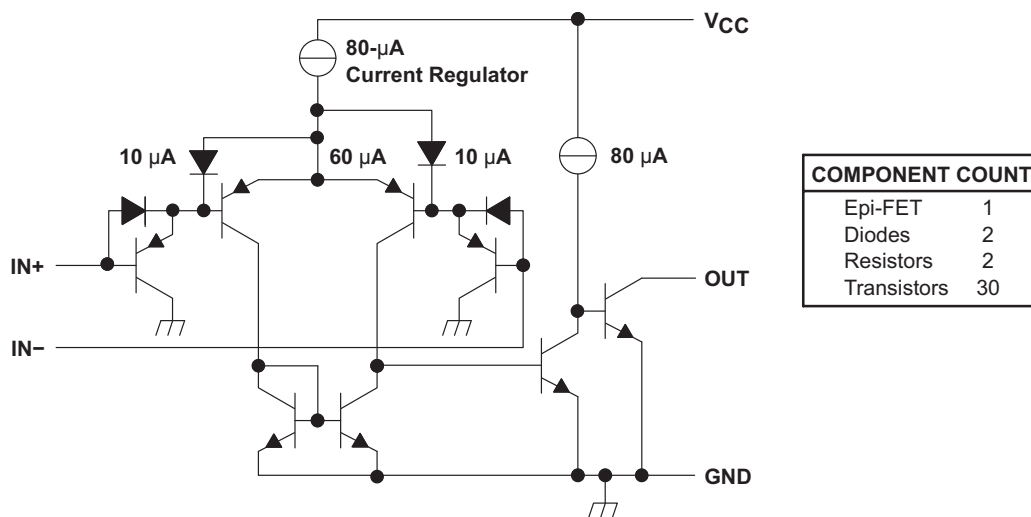 V CC
80-μA
Current Regulator
10 μA
60 μA
10 μA
80 μA
IN+
OUT
IN−
GND
COMPONENT COUNT
Epi-FET 1
Diodes 2
Resistors 2
Transistors 30